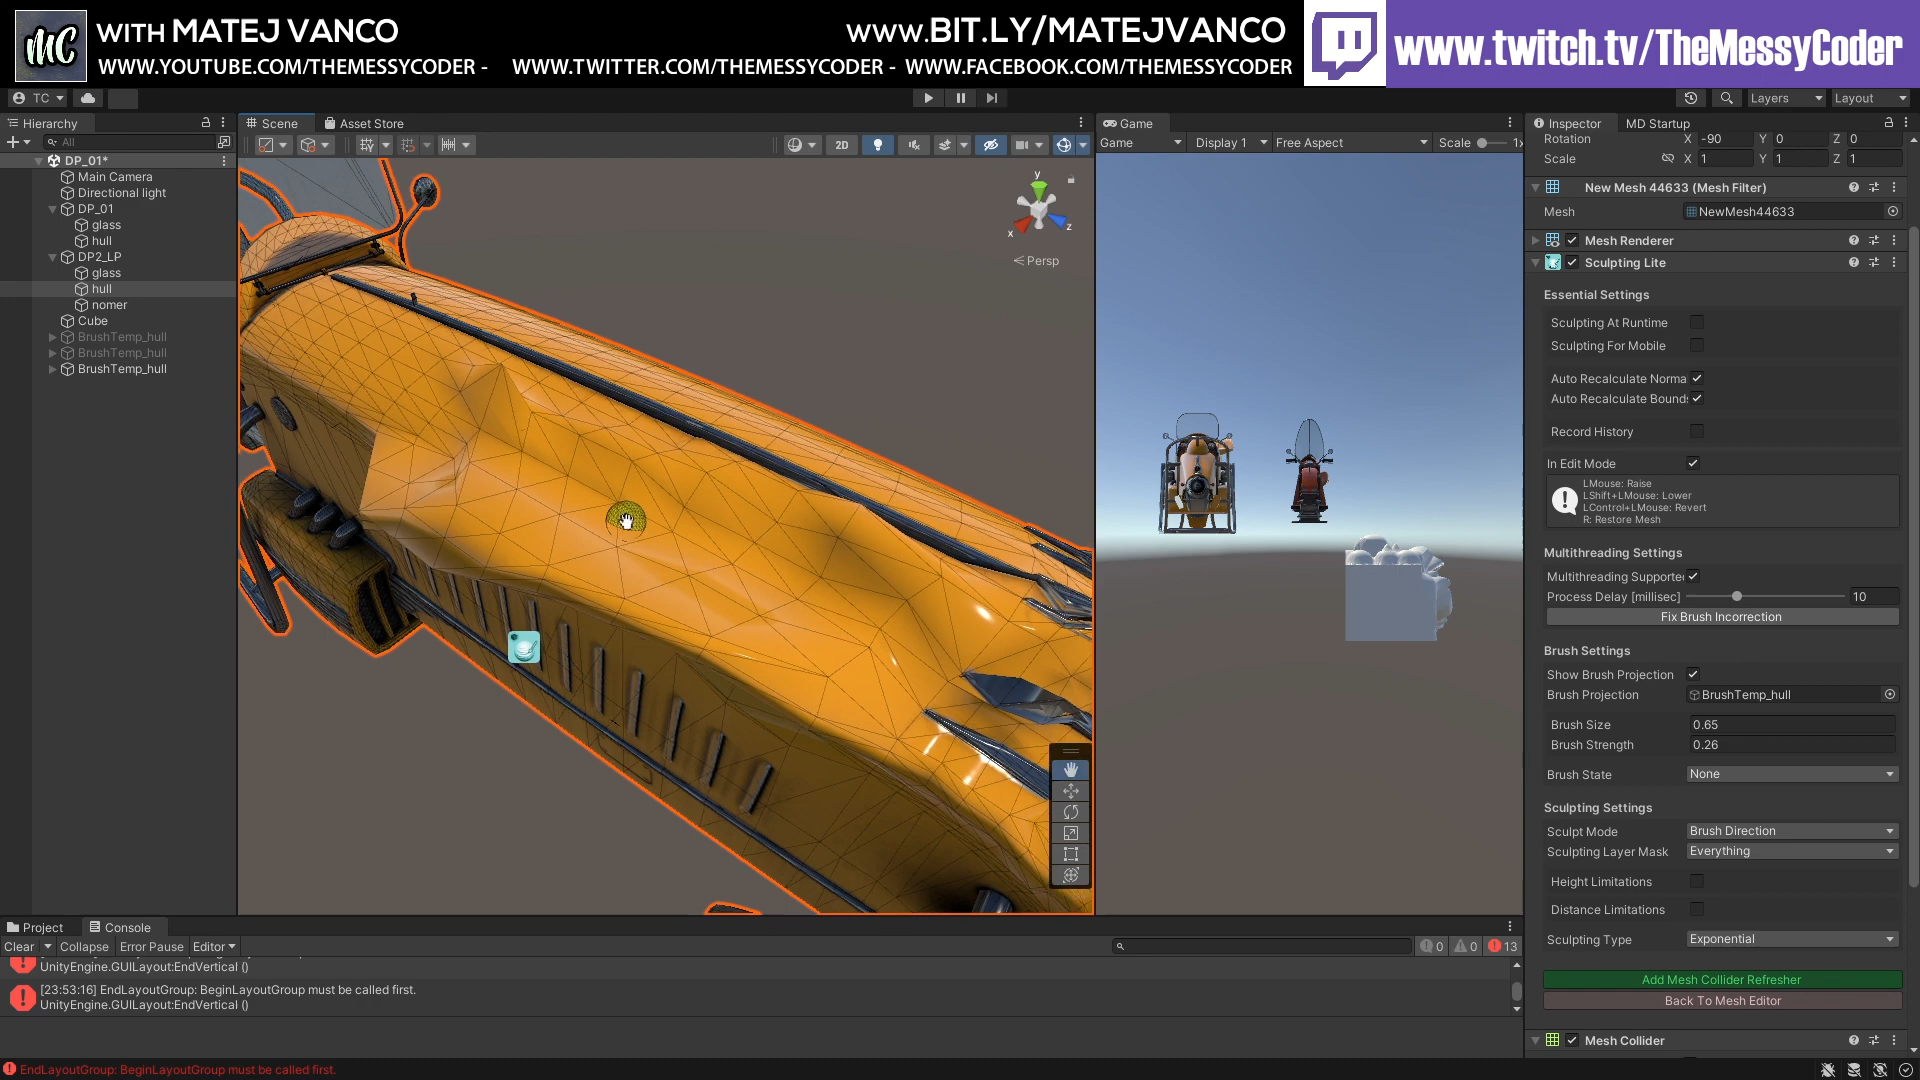 MC WITH MATEJ VANCO
WWW.BIT.LY/MATEJVANCO
WWW.YOUTUBE.COM/THEMESSYCODER - WWW.TWITTER.COM/THEMESSYCODER - WWW.FACEBOOK.COM/THEMESSYCODER
www.twitch.tv/TheMessyCoder
TC
Layers
Layout
Hierarchy
All
DP_01*
Main Camera
Directional light
DP_01
glass
hull
DP2_LP
glass
hull
nomer
Cube
BrushTemp_hull
BrushTemp_hull
BrushTemp_hull
Scene
Asset Store
2D
y
x
z
Persp
Game
Game
Display 1
Free Aspect
Scale
1x
Inspector
MD Startup
Rotation X -90 Y 0 Z 0
Scale X 1 Y 1 Z 1
New Mesh 44633 (Mesh Filter)
Mesh NewMesh44633
Mesh Renderer
Sculpting Lite
Essential Settings
Sculpting At Runtime
Sculpting For Mobile
Auto Recalculate Norma
Auto Recalculate Bound
Record History
In Edit Mode
LMouse: Raise
LShift+LMouse: Lower
LControl+LMouse: Revert
R: Restore Mesh
Multithreading Settings
Multithreading Supporte
Process Delay [millisec] 10
Fix Brush Incorrection
Brush Settings
Show Brush Projection
Brush Projection BrushTemp_hull
Brush Size 0.65
Brush Strength 0.26
Brush State None
Sculpting Settings
Sculpt Mode Brush Direction
Sculpting Layer Mask Everything
Height Limitations
Distance Limitations
Sculpting Type Exponential
Add Mesh Collider Refresher
Back To Mesh Editor
Mesh Collider
Project
Console
Clear
Collapse
Error Pause
Editor
0
0
13
UnityEngine.GUILayout:EndVertical ()
[23:53:16] EndLayoutGroup: BeginLayoutGroup must be called first.
UnityEngine.GUILayout:EndVertical ()
EndLayoutGroup: BeginLayoutGroup must be called first.